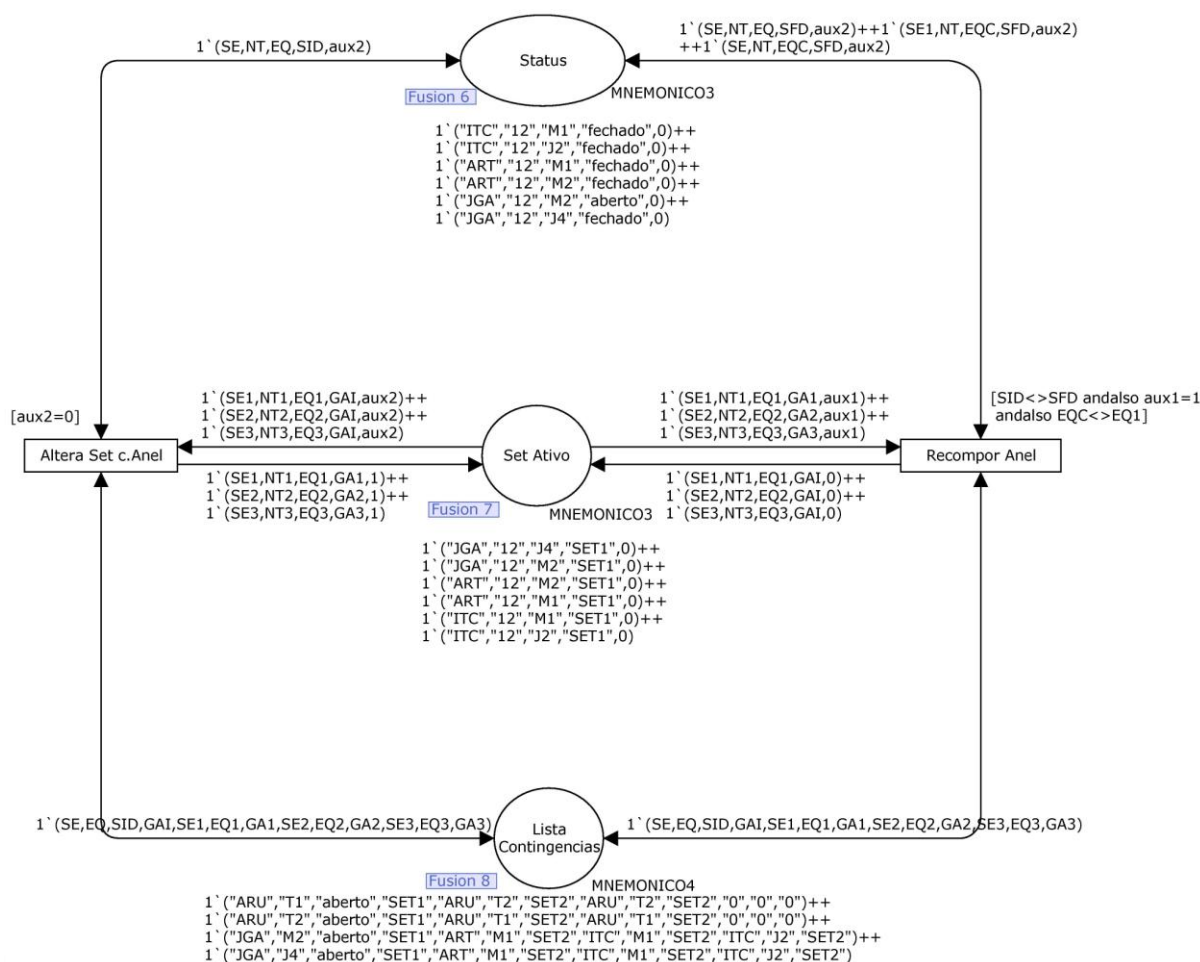 1`(SE,NT,EQ,SID,aux2)
1`(SE,NT,EQ,SFD,aux2)++1`(SE1,NT,EQC,SFD,aux2)
++1`(SE,NT,EQC,SFD,aux2)
Status
Fusion 6
MNEMONICO3
1`("ITC","12","M1","fechado",0)++
1`("ITC","12","J2","fechado",0)++
1`("ART","12","M1","fechado",0)++
1`("ART","12","M2","fechado",0)++
1`("JGA","12","M2","aberto",0)++
1`("JGA","12","J4","fechado",0)
[aux2=0]
Altera Set c.Anel
1`(SE1,NT1,EQ1,GAI,aux2)++
1`(SE2,NT2,EQ2,GAI,aux2)++
1`(SE3,NT3,EQ3,GAI,aux2)
1`(SE1,NT1,EQ1,GA1,1)++
1`(SE2,NT2,EQ2,GA2,1)++
1`(SE3,NT3,EQ3,GA3,1)
Set Ativo
Fusion 7
MNEMONICO3
1`(SE1,NT1,EQ1,GA1,aux1)++
1`(SE2,NT2,EQ2,GA2,aux1)++
1`(SE3,NT3,EQ3,GA3,aux1)
1`(SE1,NT1,EQ1,GAI,0)++
1`(SE2,NT2,EQ2,GAI,0)++
1`(SE3,NT3,EQ3,GAI,0)
[SID<>SFD andalso aux1=1
andalso EQC<>EQ1]
Recompor Anel
1`("JGA","12","J4","SET1",0)++
1`("JGA","12","M2","SET1",0)++
1`("ART","12","M2","SET1",0)++
1`("ART","12","M1","SET1",0)++
1`("ITC","12","M1","SET1",0)++
1`("ITC","12","J2","SET1",0)
1`(SE,EQ,SID,GAI,SE1,EQ1,GA1,SE2,EQ2,GA2,SE3,EQ3,GA3)
1`(SE,EQ,SID,GAI,SE1,EQ1,GA1,SE2,EQ2,GA2,SE3,EQ3,GA3)
Lista
Contingencias
Fusion 8
MNEMONICO4
1`("ARU","T1","aberto","SET1","ARU","T2","SET2","ARU","T2","SET2","0","0","0")++
1`("ARU","T2","aberto","SET1","ARU","T1","SET2","ARU","T1","SET2","0","0","0")++
1`("JGA","M2","aberto","SET1","ART","M1","SET2","ITC","M1","SET2","ITC","J2","SET2")++
1`("JGA","J4","aberto","SET1","ART","M1","SET2","ITC","M1","SET2","ITC","J2","SET2")